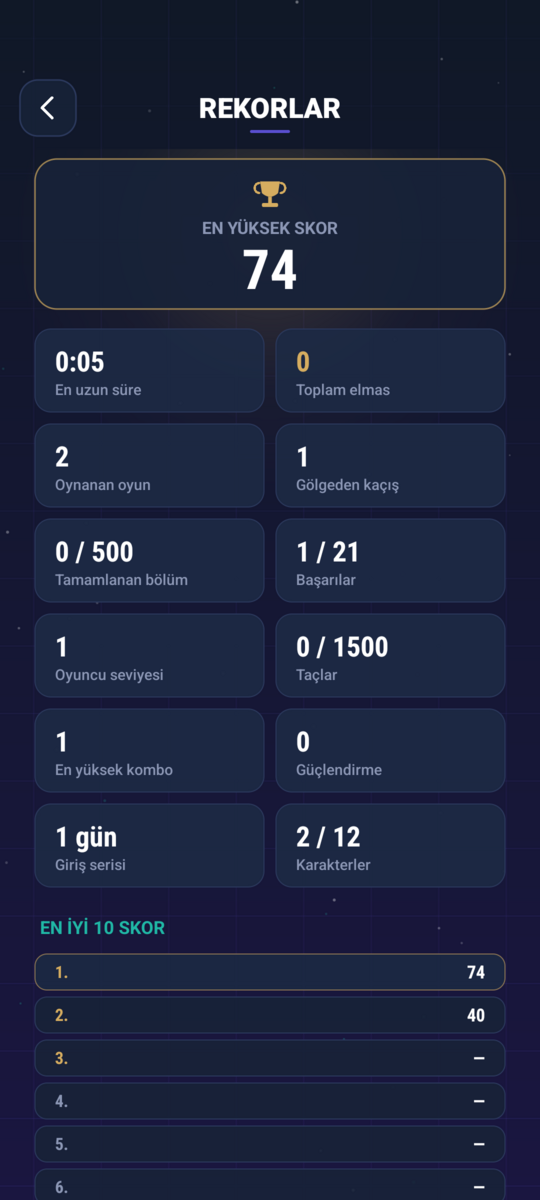 REKORLAR
EN YÜKSEK SKOR
74
0:05
En uzun süre
0
Toplam elmas
2
Oynanan oyun
1
Gölgeden kaçış
0 / 500
Tamamlanan bölüm
1 / 21
Başarılar
1
Oyuncu seviyesi
0 / 1500
Taçlar
1
En yüksek kombo
0
Güçlendirme
1 gün
Giriş serisi
2 / 12
Karakterler
EN İYİ 10 SKOR
1. 74
2. 40
3. –
4. –
5. –
6. –